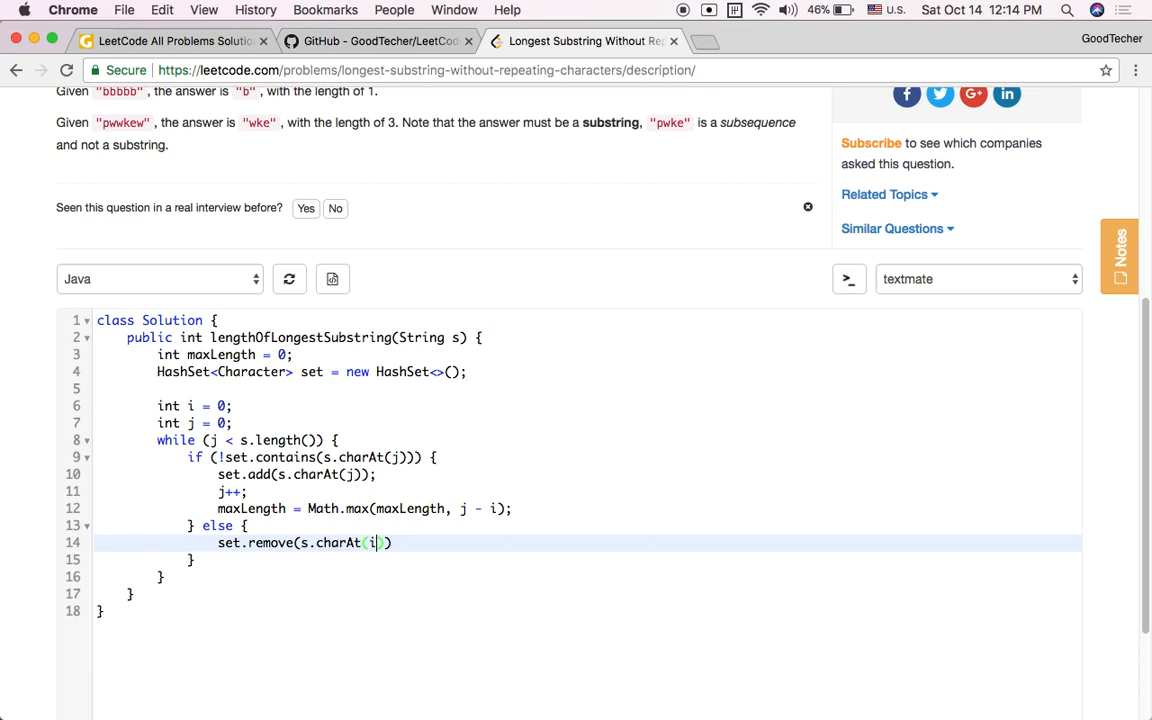 Chrome File Edit View History Bookmarks People Window Help 46% U.S. Sat Oct 14 12:14 PM
LeetCode All Problems Solutio × GitHub - GoodTecher/LeetCod × Longest Substring Without Rep × GoodTecher
Secure https://leetcode.com/problems/longest-substring-without-repeating-characters/description/
Given "bbbbb", the answer is "b", with the length of 1.
Given "pwwkew", the answer is "wke", with the length of 3. Note that the answer must be a substring, "pwke" is a subsequence
and not a substring.
Subscribe to see which companies
asked this question.
Related Topics
Similar Questions
Seen this question in a real interview before? Yes No
Notes
Java >_ textmate
1 class Solution {
2 public int lengthOfLongestSubstring(String s) {
3 int maxLength = 0;
4 HashSet<Character> set = new HashSet<>();
5
6 int i = 0;
7 int j = 0;
8 while (j < s.length()) {
9 if (!set.contains(s.charAt(j))) {
10 set.add(s.charAt(j));
11 j++;
12 maxLength = Math.max(maxLength, j - i);
13 } else {
14 set.remove(s.charAt(i))
15 }
16 }
17 }
18 }